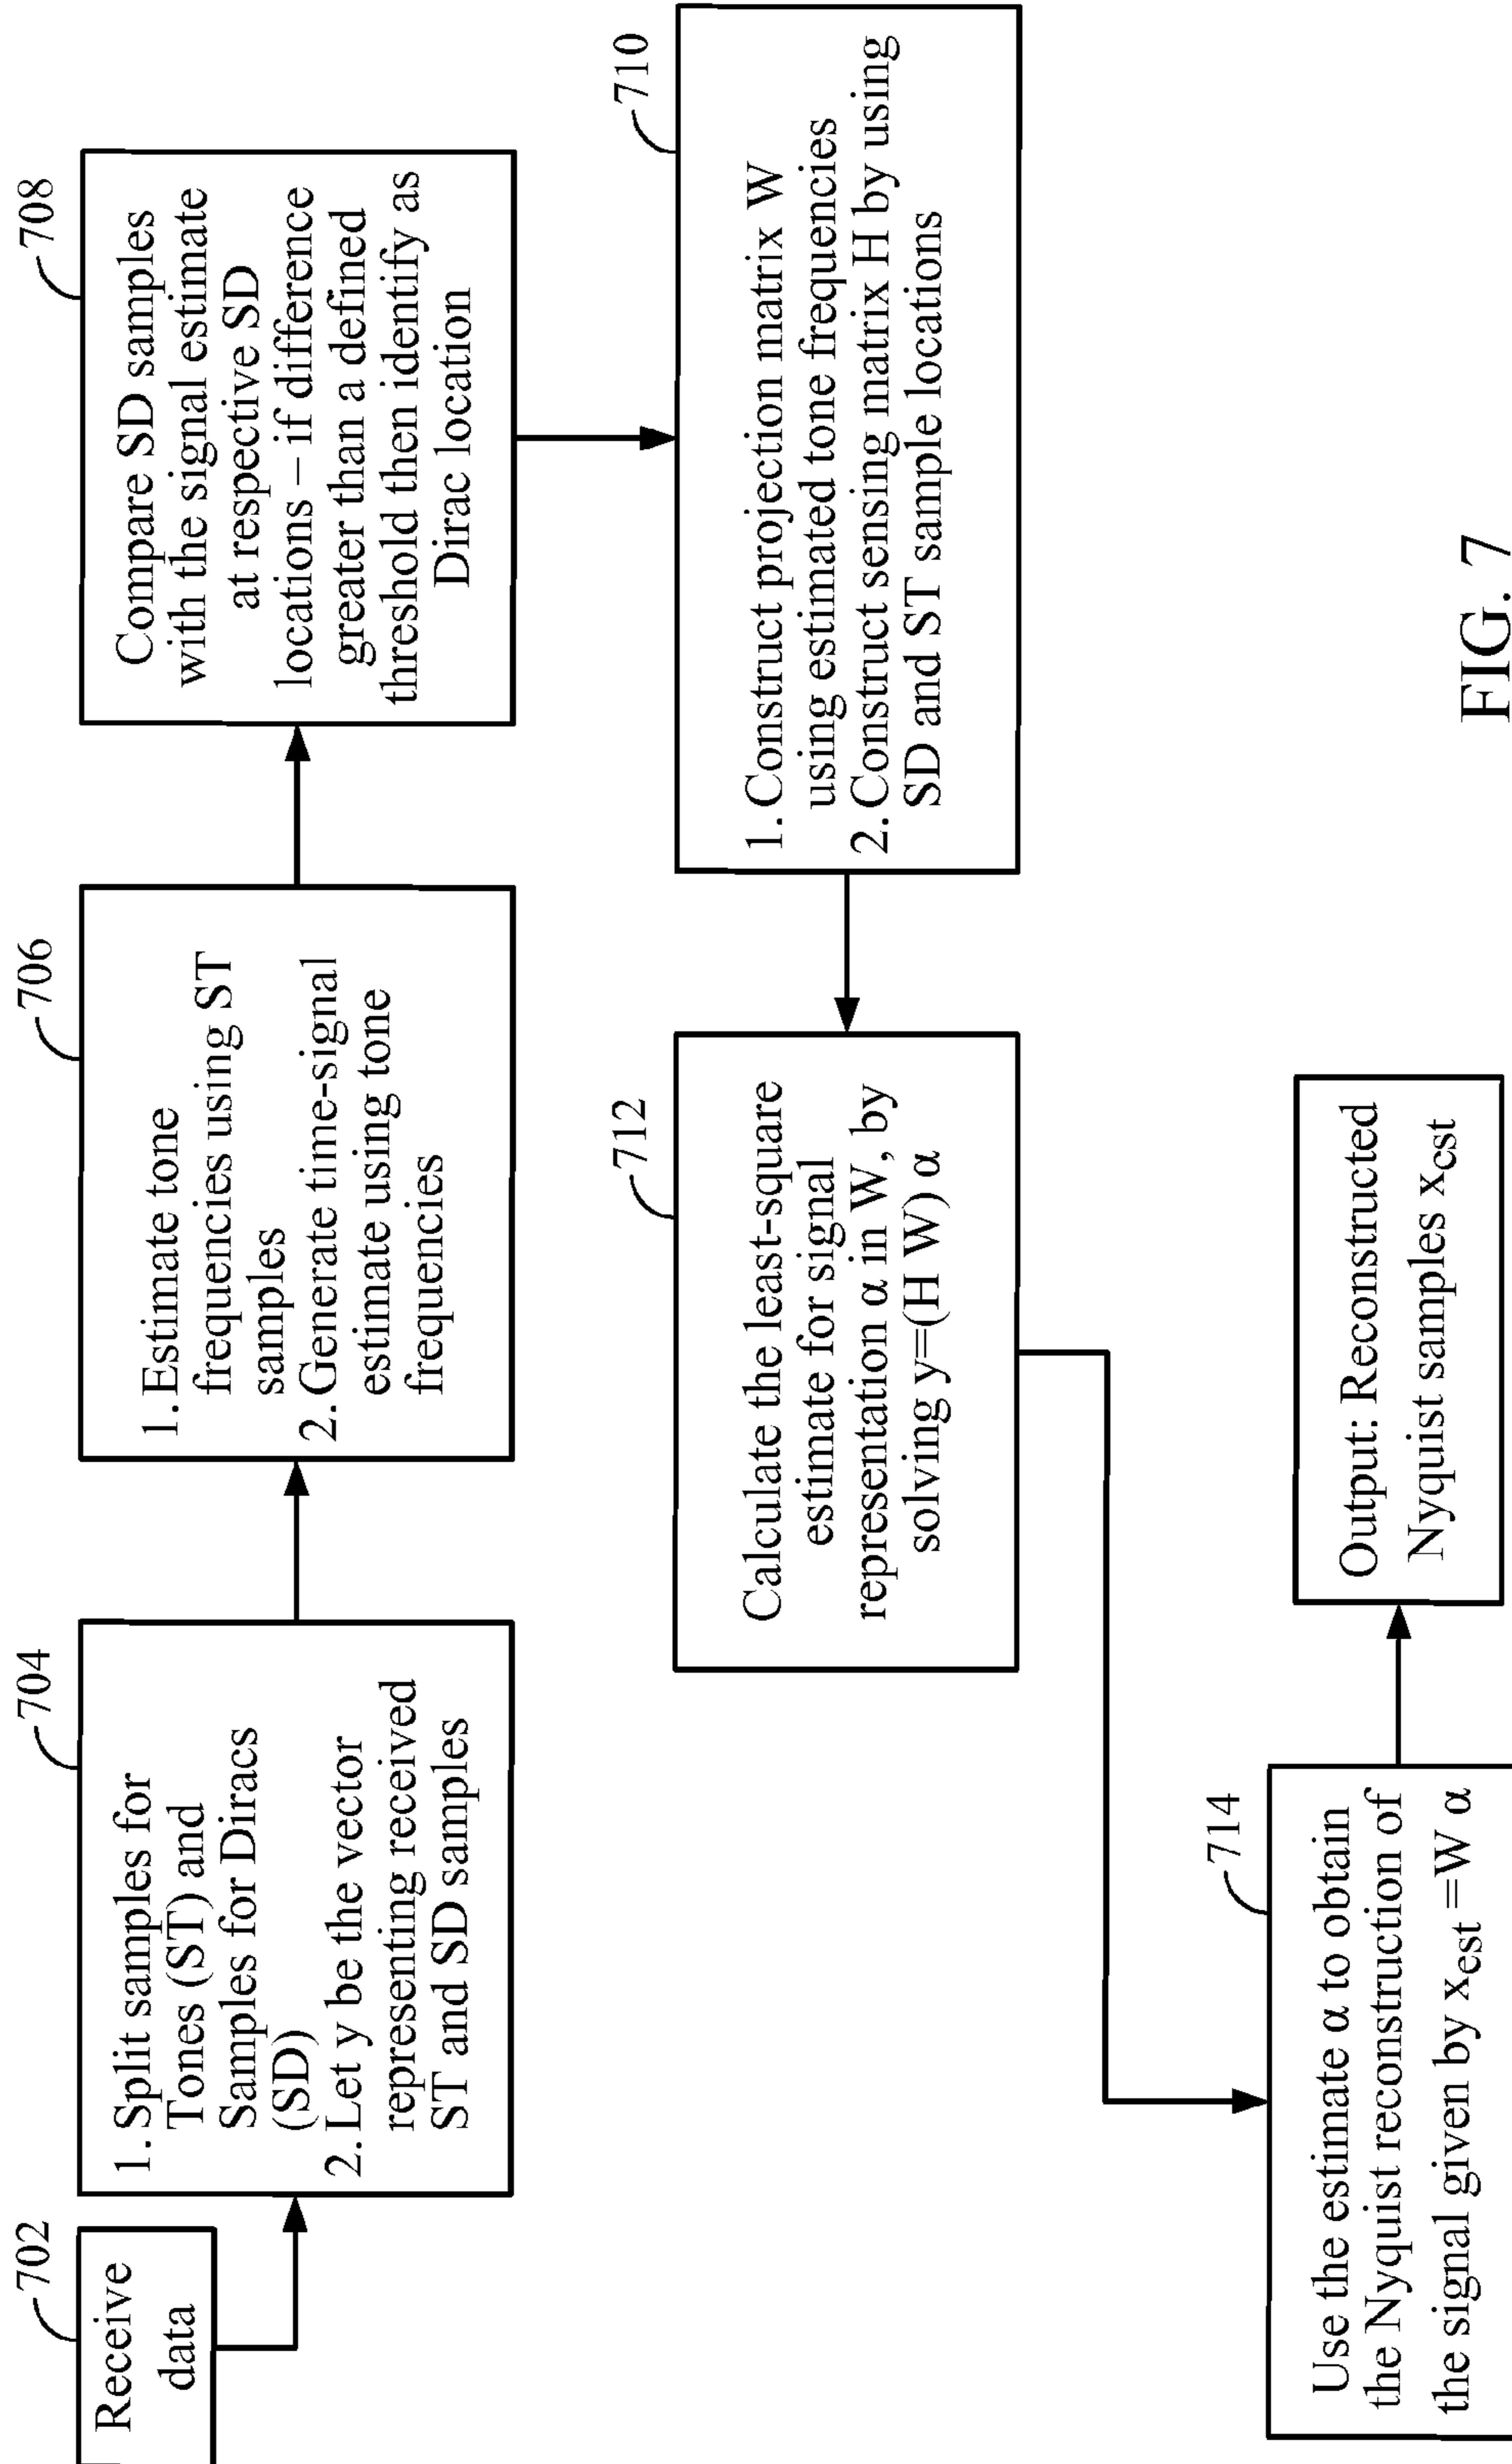 702
Receive
data
704
1. Split samples for
Tones (ST) and
Samples for Diracs
(SD)
2. Let y be the vector
representing received
ST and SD samples
706
1. Estimate tone
frequencies using ST
samples
2. Generate time-signal
estimate using tone
frequencies
708
Compare SD samples
with the signal estimate
at respective SD
locations – if difference
greater than a defined
threshold then identify as
Dirac location
710
1. Construct projection matrix W
using estimated tone frequencies
2. Construct sensing matrix H by using
SD and ST sample locations
712
Calculate the least-square
estimate for signal
representation α in W, by
solving y=(H W) α
714
Use the estimate α to obtain
the Nyquist reconstruction of
the signal given by xest =W α
Output: Reconstructed
Nyquist samples xest
FIG. 7